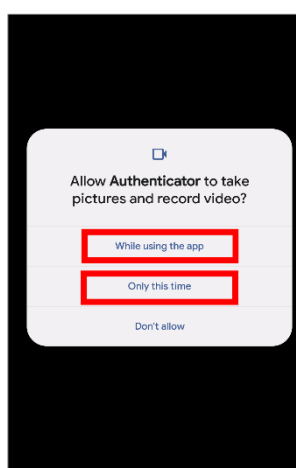 Allow Authenticator to take
pictures and record video?
While using the app
Only this time
Don't allow